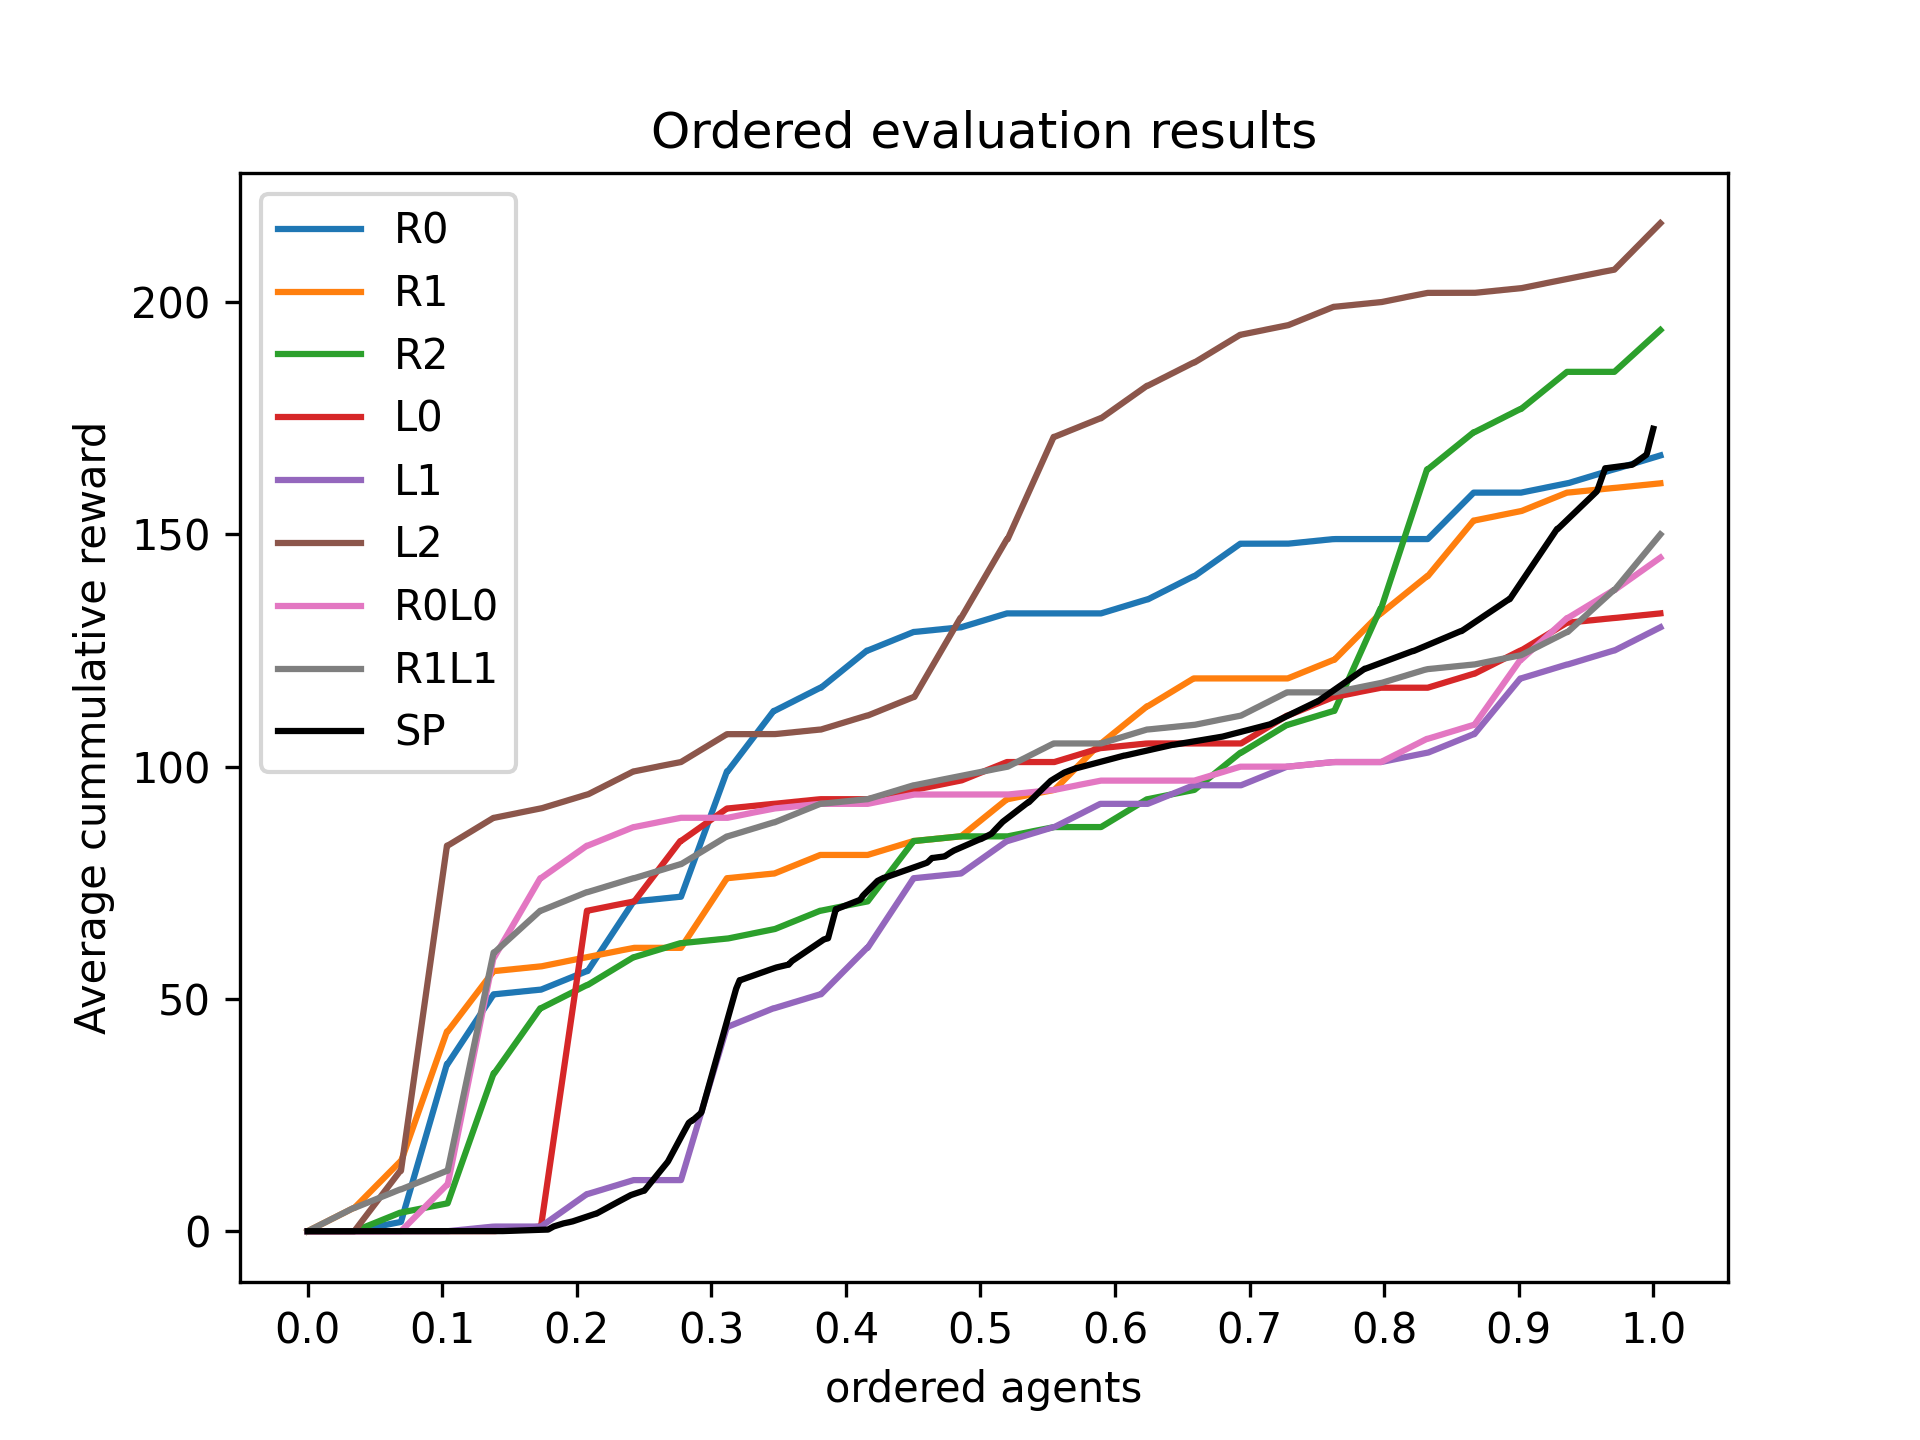 Ordered evaluation results
R0
R1
R2
L0
L1
L2
R0L0
R1L1
SP
Average cummulative reward
200
150
100
50
0
0.0 0.1 0.2 0.3 0.4 0.5 0.6 0.7 0.8 0.9 1.0
ordered agents